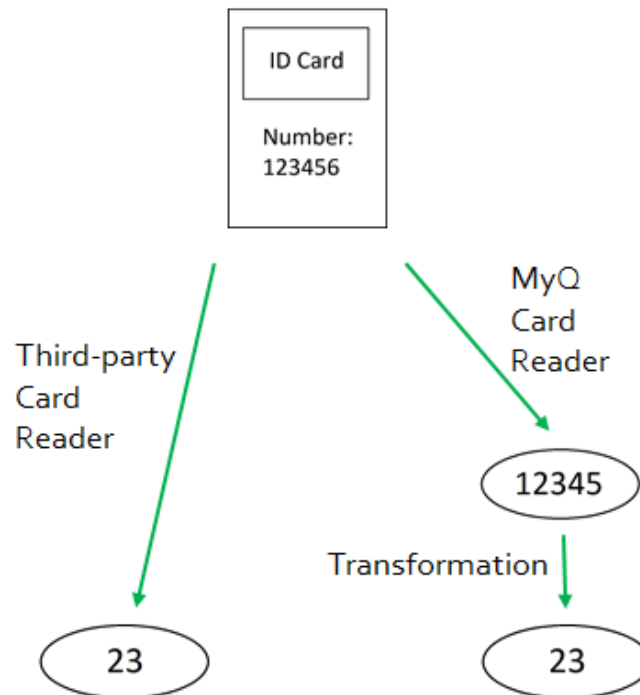 ID Card
Number:
123456
Third-party
Card
Reader
MyQ
Card
Reader
12345
Transformation
23
23